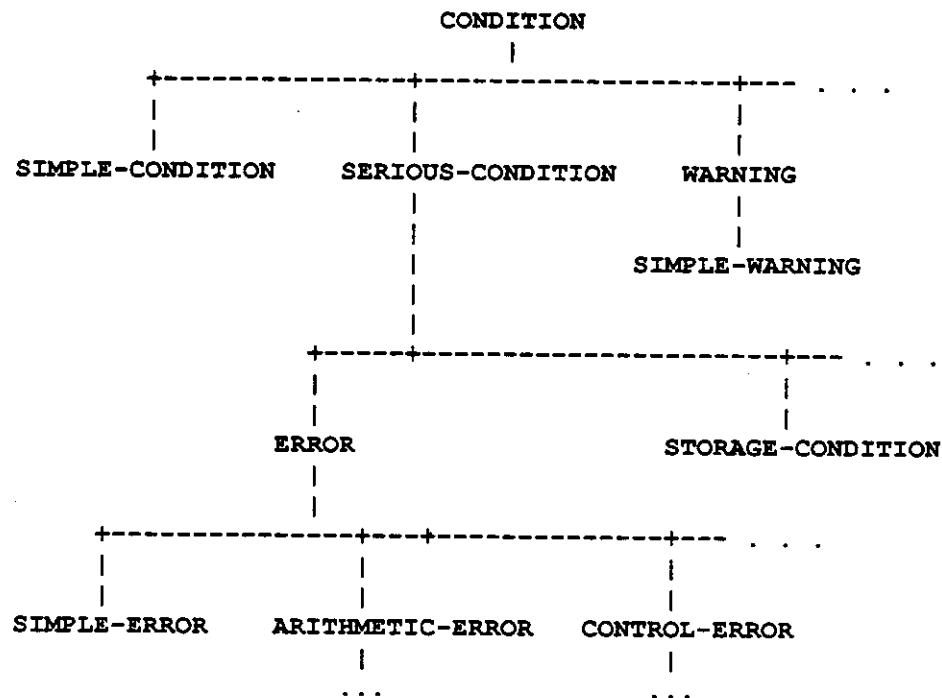 CONDITION
. . .
SIMPLE-CONDITION SERIOUS-CONDITION WARNING
SIMPLE-WARNING
. . .
ERROR STORAGE-CONDITION
. . .
SIMPLE-ERROR ARITHMETIC-ERROR CONTROL-ERROR
... ...